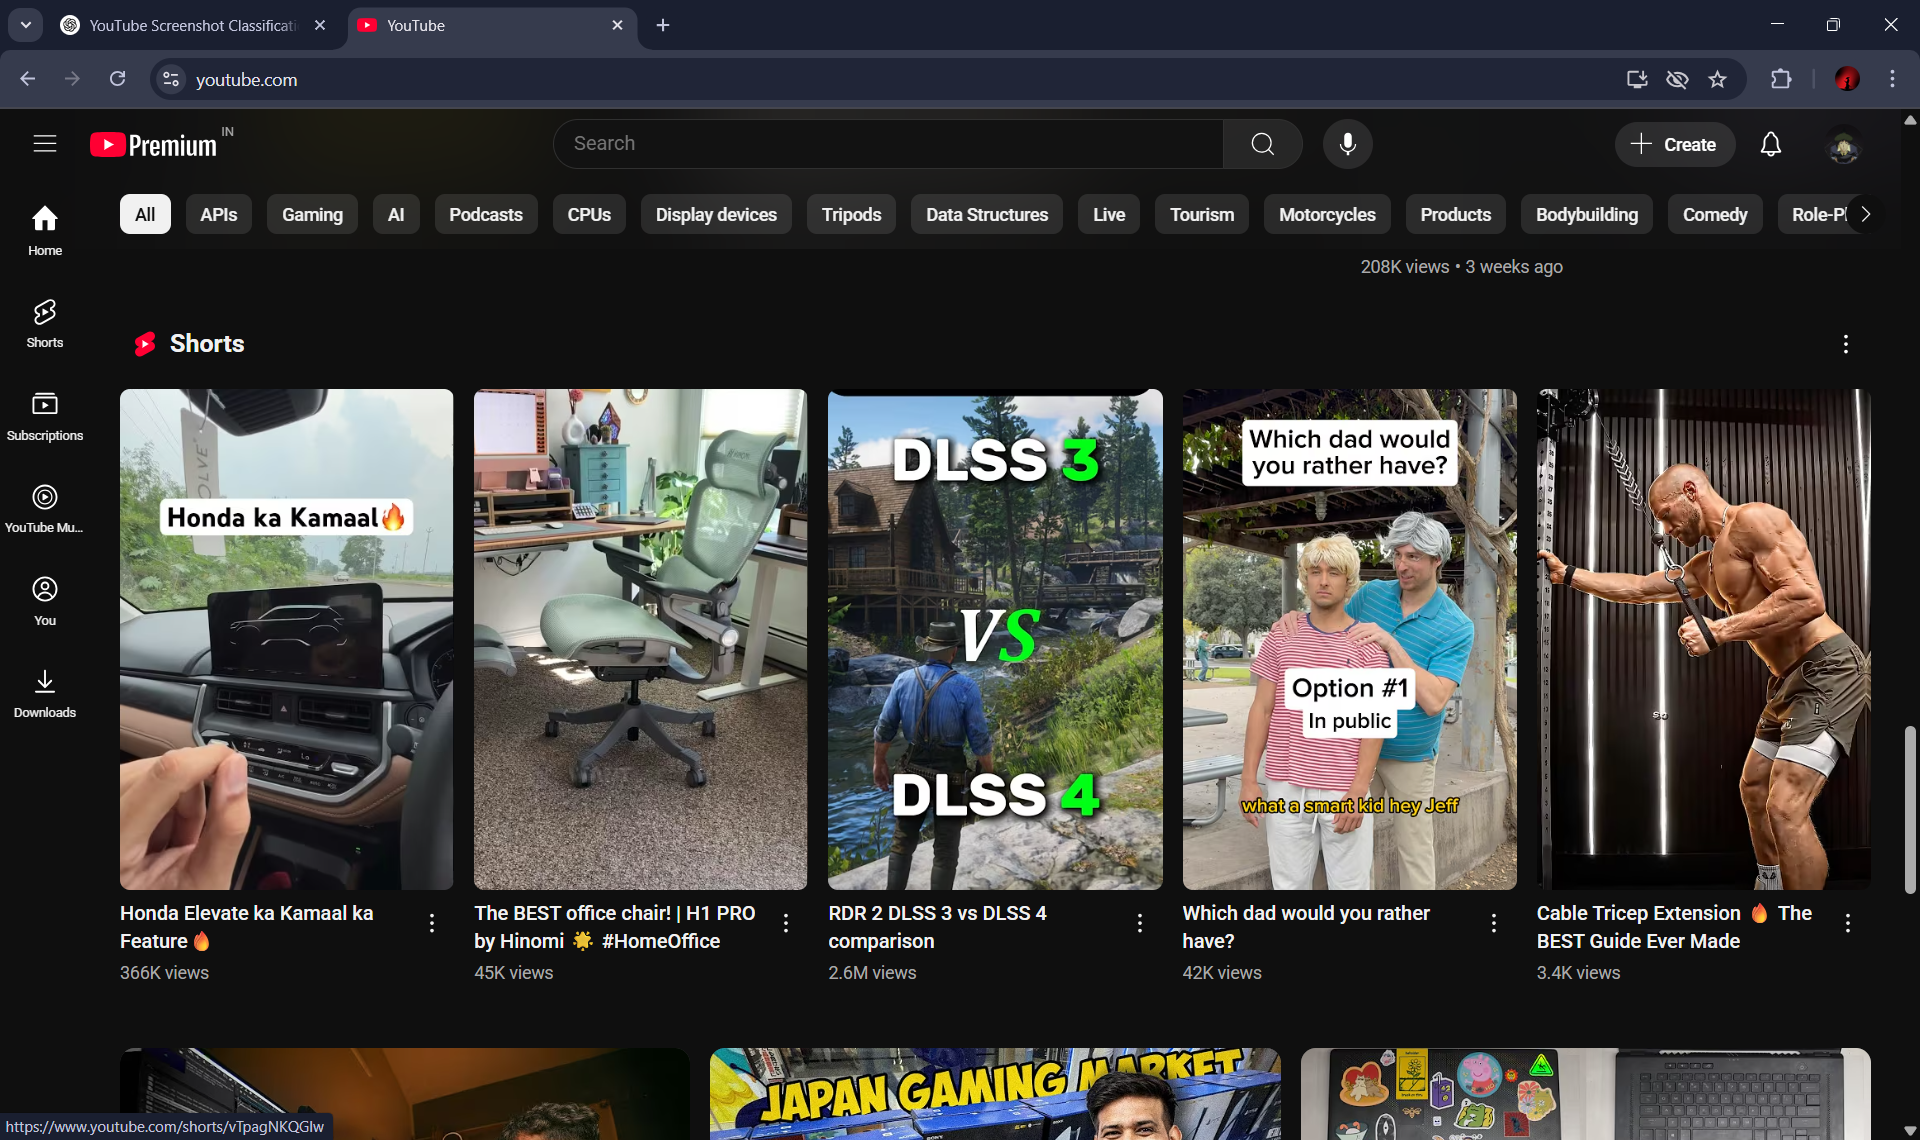 YouTube Screenshot Classificati
YouTube
youtube.com
Premium IN
Search
Create
All
APIs
Gaming
AI
Podcasts
CPUs
Display devices
Tripods
Data Structures
Live
Tourism
Motorcycles
Products
Bodybuilding
Comedy
Role-Pl
Home
Shorts
Subscriptions
YouTube Mu...
You
Downloads
208K views • 3 weeks ago
Shorts
Honda ka Kamaal🔥
DLSS 3
VS
DLSS 4
Which dad would
you rather have?
Option #1
In public
what a smart kid hey Jeff
Honda Elevate ka Kamaal ka
Feature🔥
366K views
The BEST office chair! | H1 PRO
by Hinomi 🌟 #HomeOffice
45K views
RDR 2 DLSS 3 vs DLSS 4
comparison
2.6M views
Which dad would you rather
have?
42K views
Cable Tricep Extension 🔥 The
BEST Guide Ever Made
3.4K views
JAPAN GAMING MARKET
https://www.youtube.com/shorts/vTpagNKQGlw